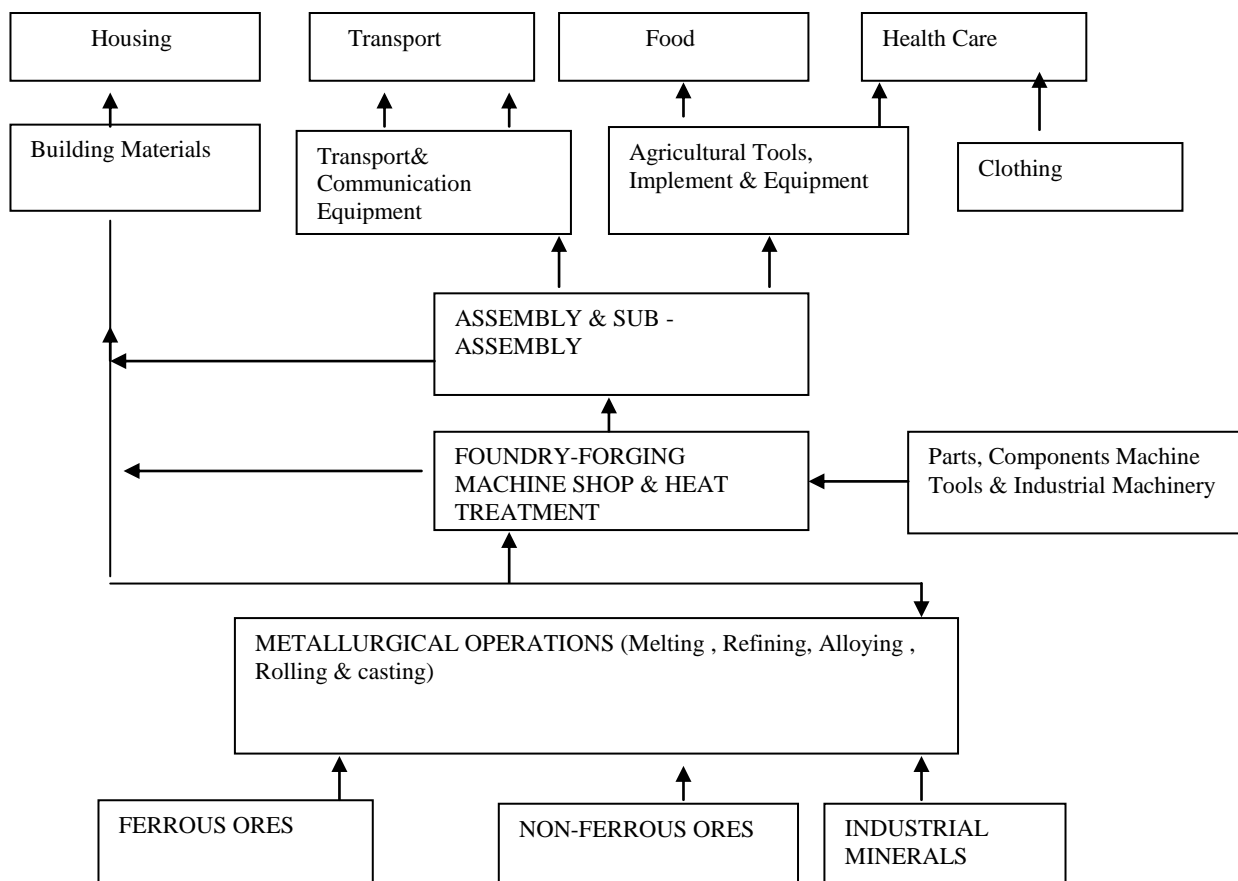 Housing
Transport
Food
Health Care
Building Materials
Transport&
Communication
Equipment
Agricultural Tools,
Implement & Equipment
Clothing
ASSEMBLY & SUB -
ASSEMBLY
FOUNDRY-FORGING
MACHINE SHOP & HEAT
TREATMENT
Parts, Components Machine
Tools & Industrial Machinery
METALLURGICAL OPERATIONS (Melting , Refining, Alloying ,
Rolling & casting)
FERROUS ORES
NON-FERROUS ORES
INDUSTRIAL
MINERALS